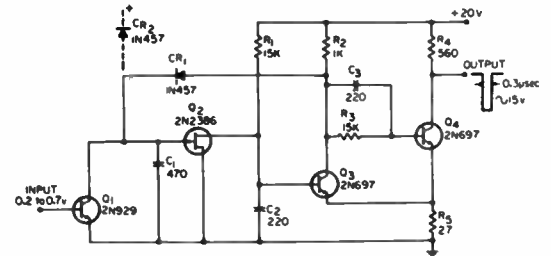 +
CR2
1N457
+20V
R1
15K
R2
1K
R4
560
CR1
1N457
C3
220
OUTPUT
0.3µsec
~15v
Q2
2N2386
R3
15K
Q4
2N697
C1
470
Q3
2N697
INPUT
0.2 to 0.7v
Q1
2N929
C2
220
R5
27